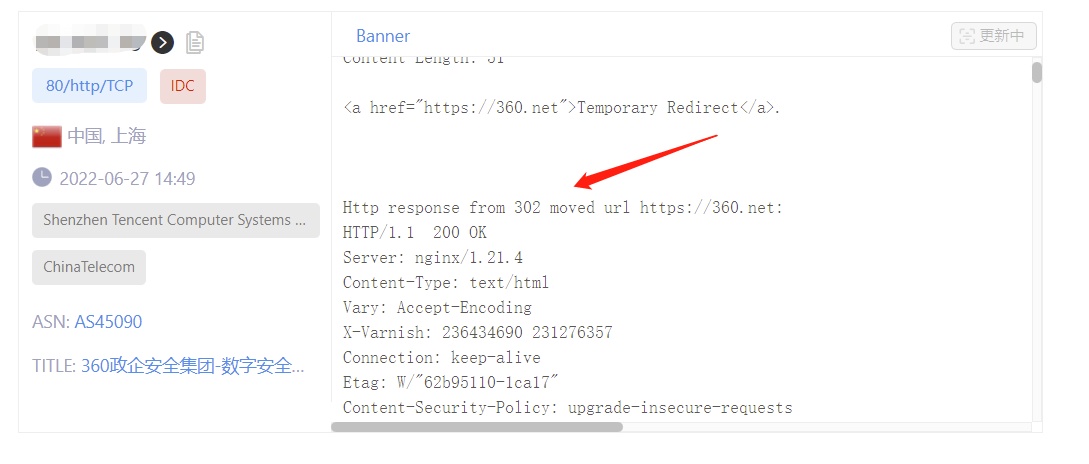 80/http/TCP
IDC
中国, 上海
2022-06-27 14:49
Shenzhen Tencent Computer Systems ...
ChinaTelecom
ASN: AS45090
TITLE: 360政企安全集团-数字安全...
Banner
更新中
Content Length: 51
<a href="https://360.net">Temporary Redirect</a>.
Http response from 302 moved url https://360.net:
HTTP/1.1  200 OK
Server: nginx/1.21.4
Content-Type: text/html
Vary: Accept-Encoding
X-Varnish: 236434690 231276357
Connection: keep-alive
Etag: W/"62b95110-1ca17"
Content-Security-Policy: upgrade-insecure-requests